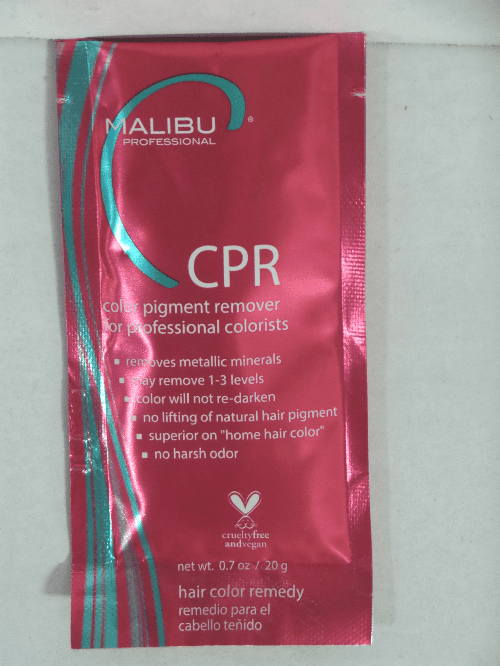 MALIBU ®
PROFESSIONAL
CPR
color pigment remover
for professional colorists
▪ removes metallic minerals
▪ may remove 1-3 levels
▪ color will not re-darken
▪ no lifting of natural hair pigment
▪ superior on "home hair color"
▪ no harsh odor
crueltyfree
andvegan
net wt. 0.7 oz / 20 g
hair color remedy
remedio para el
cabello teñido